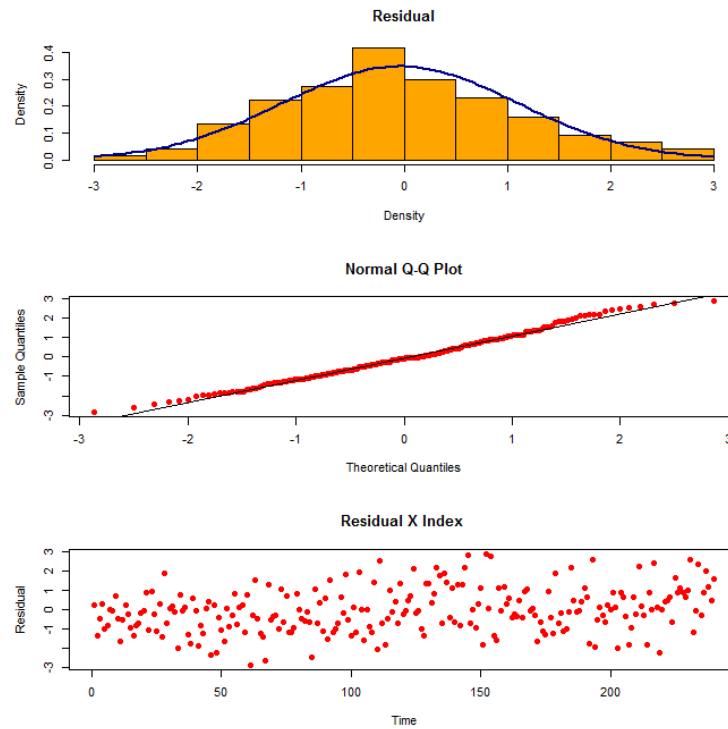 Residual
Density
0.0 0.1 0.2 0.3 0.4
-3 -2 -1 0 1 2 3
Density
Normal Q-Q Plot
Sample Quantiles
-3 -1 0 1 2 3
-3 -2 -1 0 1 2 3
Theoretical Quantiles
Residual X Index
Residual
-3 -1 0 1 2 3
0 50 100 150 200
Time